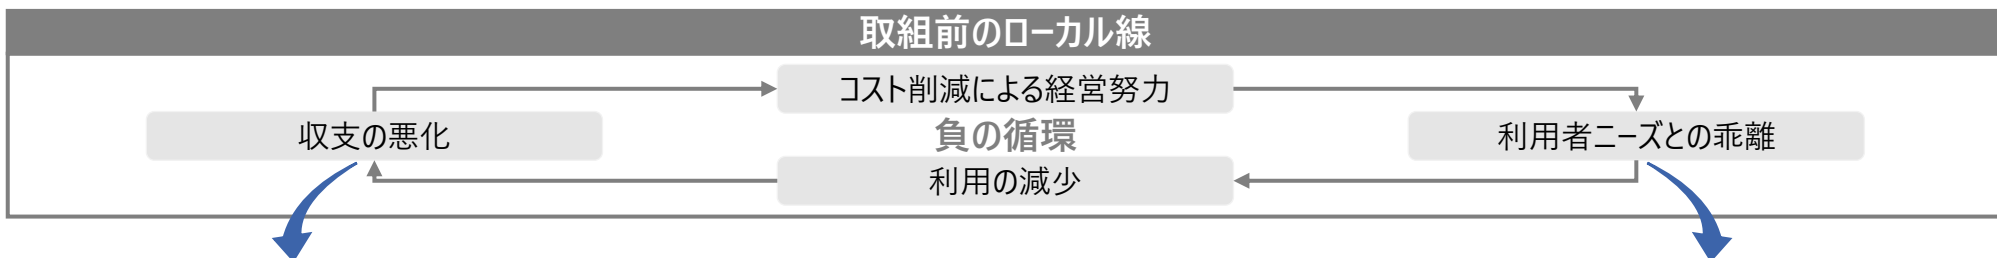 取組前のローカル線
コスト削減による経営努力
収支の悪化
負の循環
利用者ニーズとの乖離
利用の減少